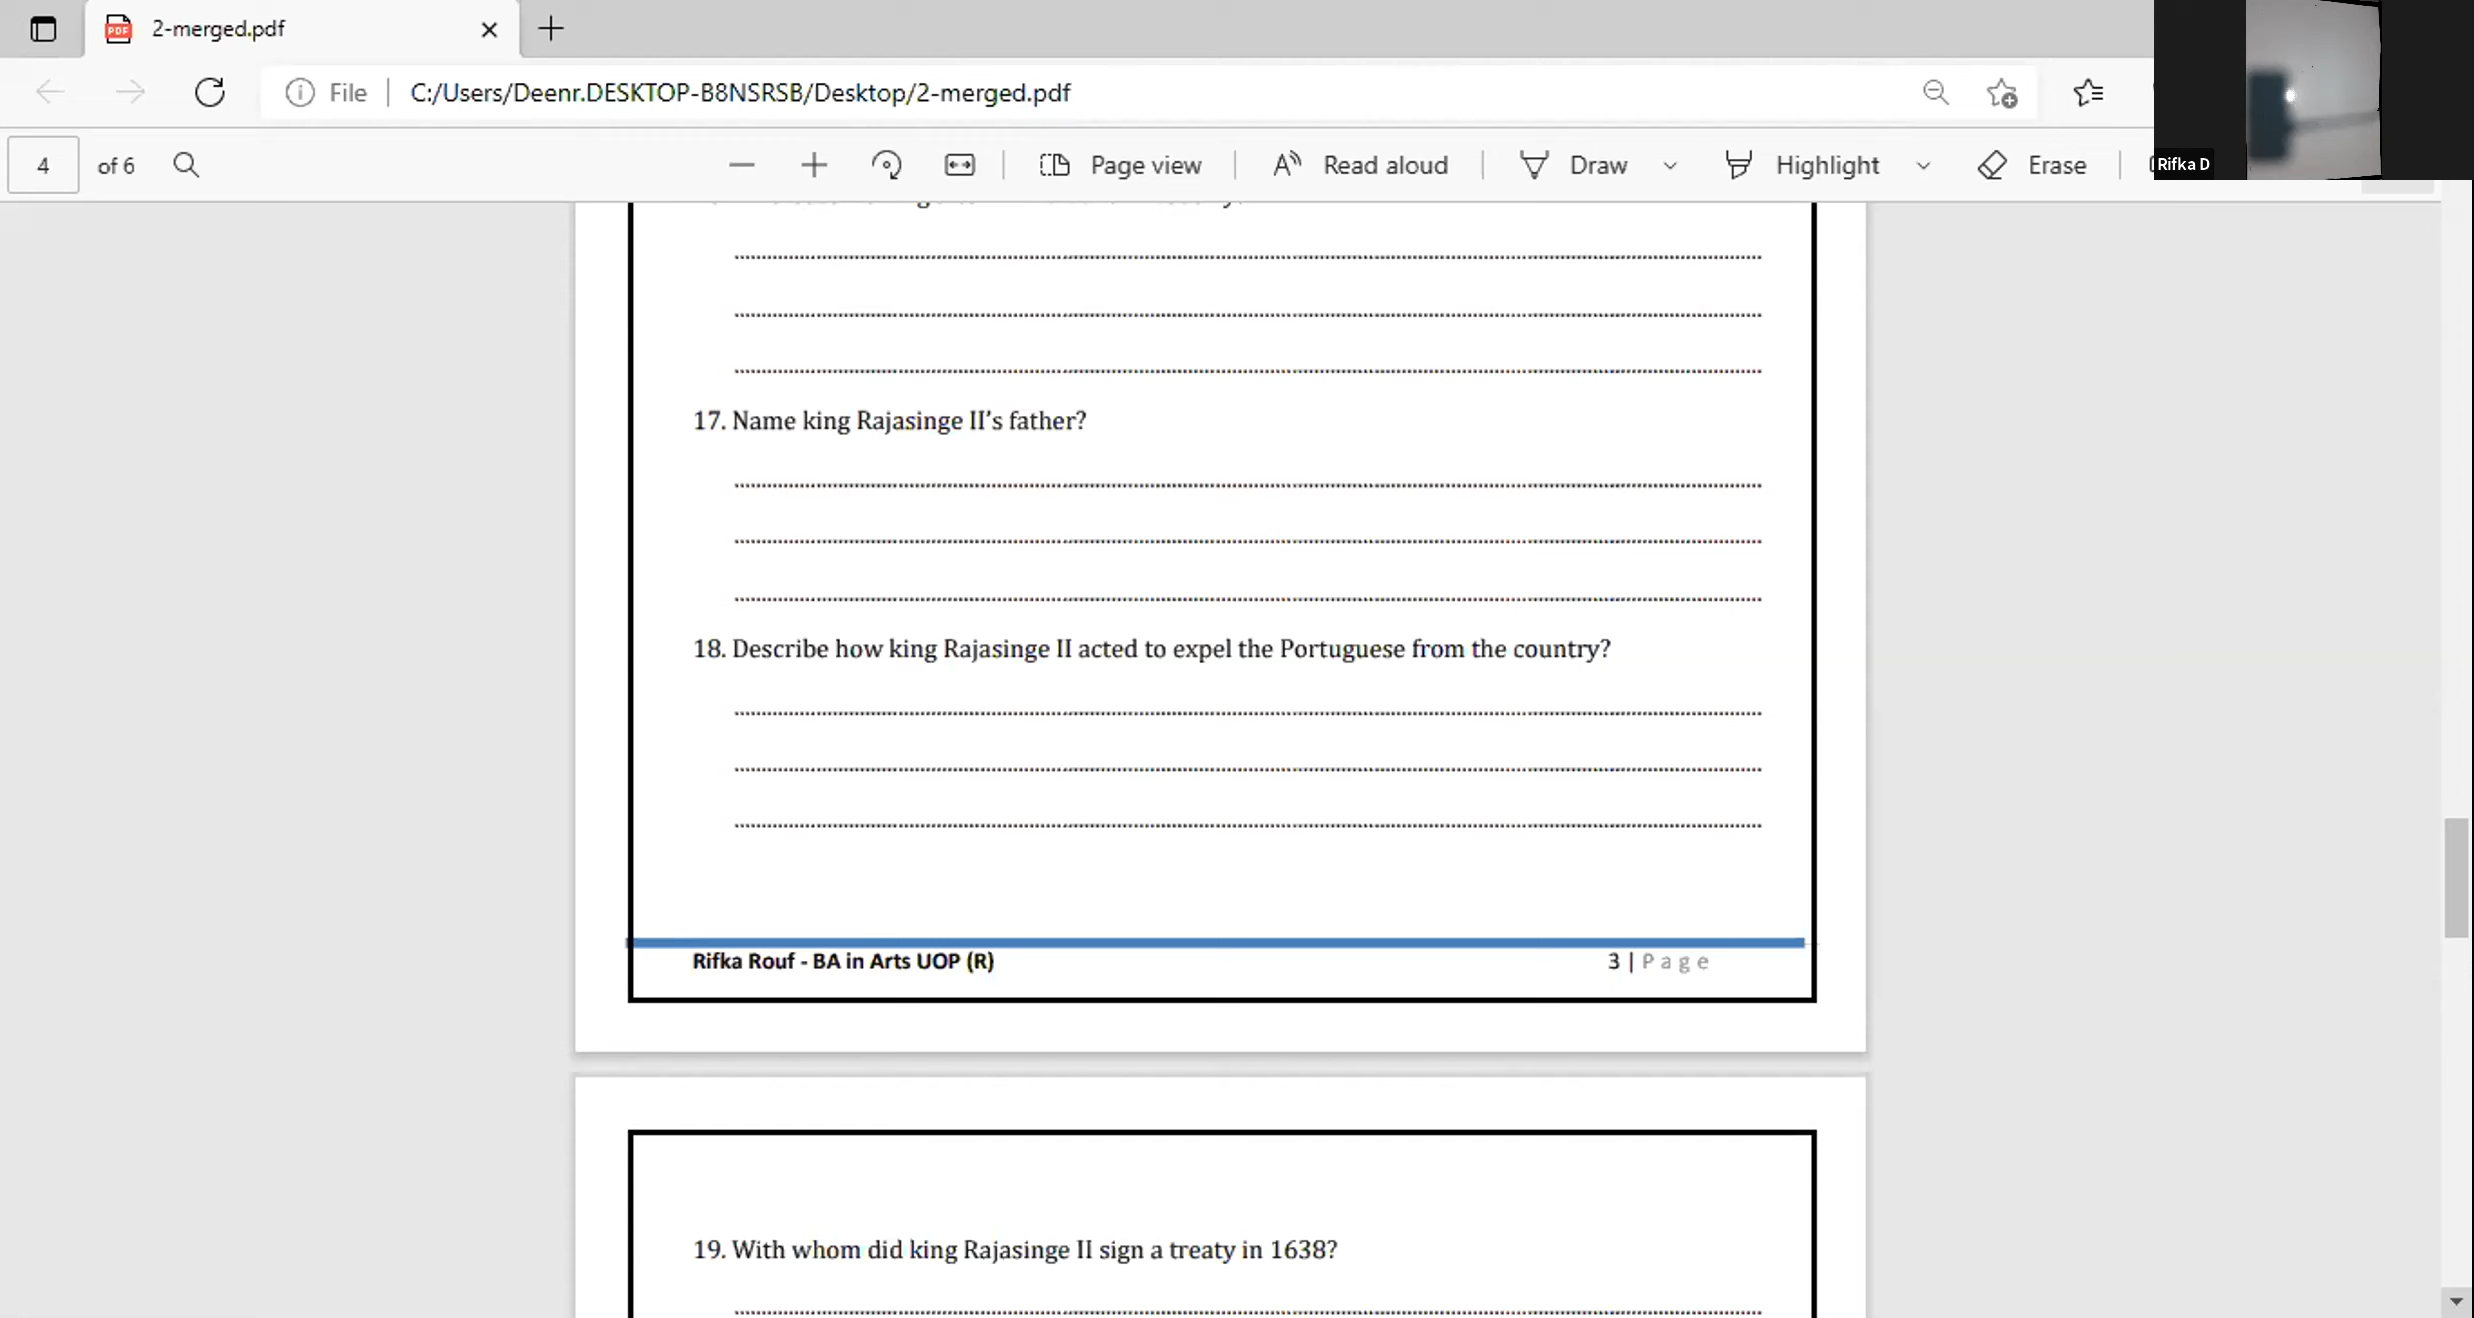 2-merged.pdf
File C:/Users/Deenr.DESKTOP-B8NSRSB/Desktop/2-merged.pdf
4 of 6 Page view Read aloud Draw Highlight Erase
Rifka D
17. Name king Rajasinge II's father?
18. Describe how king Rajasinge II acted to expel the Portuguese from the country?
Rifka Rouf - BA in Arts UOP (R) 3 | Page
19. With whom did king Rajasinge II sign a treaty in 1638?